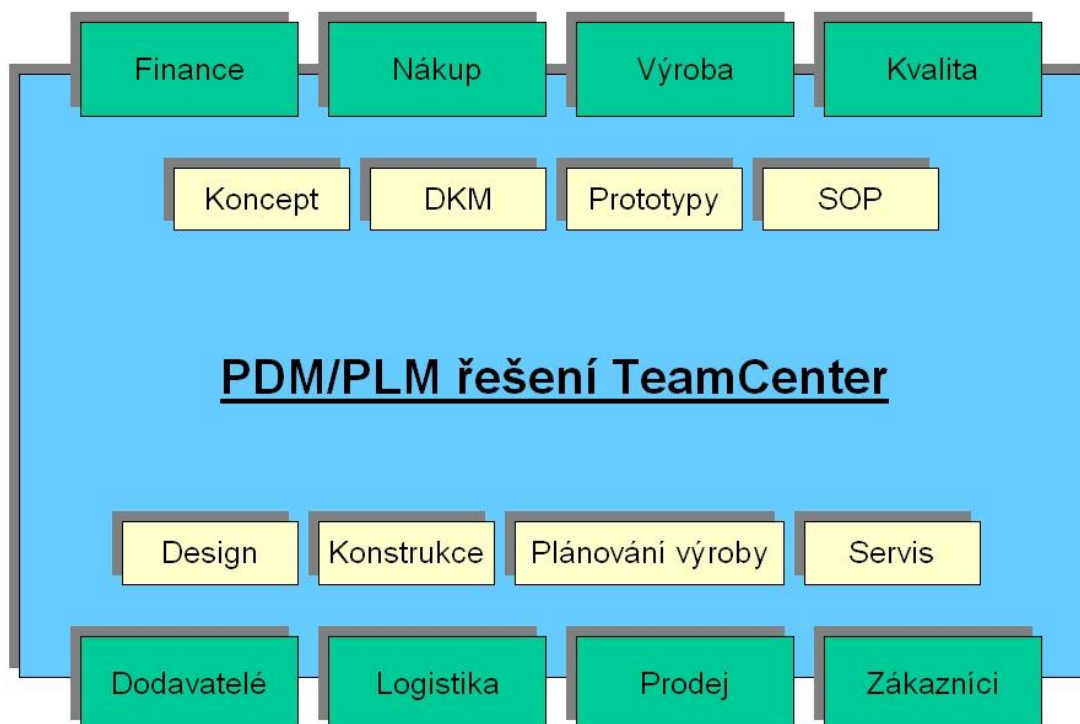 Finance
Nákup
Výroba
Kvalita
Koncept
DKM
Prototypy
SOP
PDM/PLM řešení TeamCenter
Design
Konstrukce
Plánování výroby
Servis
Dodavatelé
Logistika
Prodej
Zákazníci